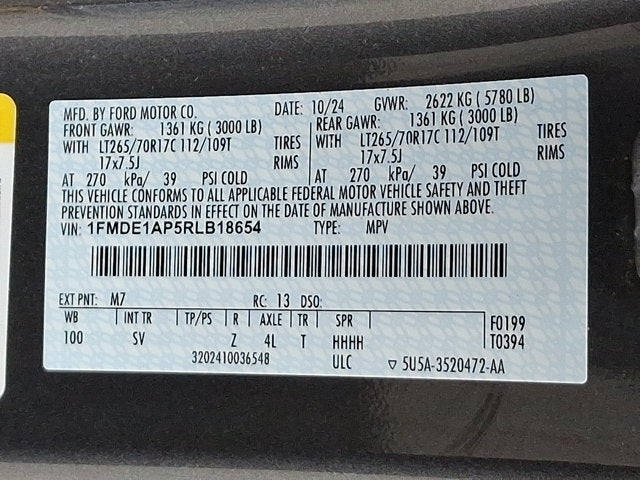 MFD. BY FORD MOTOR CO. DATE: 10/24 GVWR: 2622 KG ( 5780 LB)
FRONT GAWR: 1361 KG ( 3000 LB) REAR GAWR: 1361 KG ( 3000 LB)
WITH LT265/70R17C 112/109T TIRES WITH LT265/70R17C 112/109T TIRES
17x7.5J RIMS 17x7.5J RIMS
AT 270 kPa/ 39 PSI COLD AT 270 kPa/ 39 PSI COLD
THIS VEHICLE CONFORMS TO ALL APPLICABLE FEDERAL MOTOR VEHICLE SAFETY AND THEFT
PREVENTION STANDARDS IN EFFECT ON THE DATE OF MANUFACTURE SHOWN ABOVE.
VIN: 1FMDE1AP5RLB18654 TYPE: MPV
EXT PNT: M7 RC: 13 DSO:
WB INT TR TP/PS R AXLE TR SPR F0199
100 SV Z 4L T HHHH T0394
3202410036548 ULC ▽ 5U5A-3520472-AA